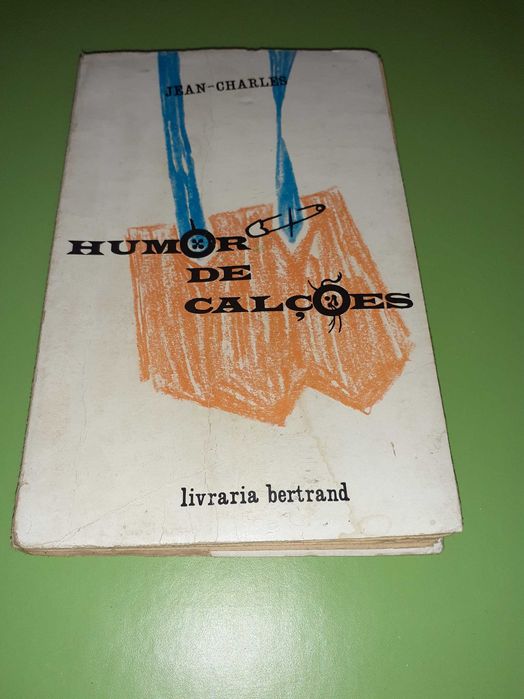 JEAN-CHARLES
HUMOR
DE
CALÇÕES
livraria bertrand